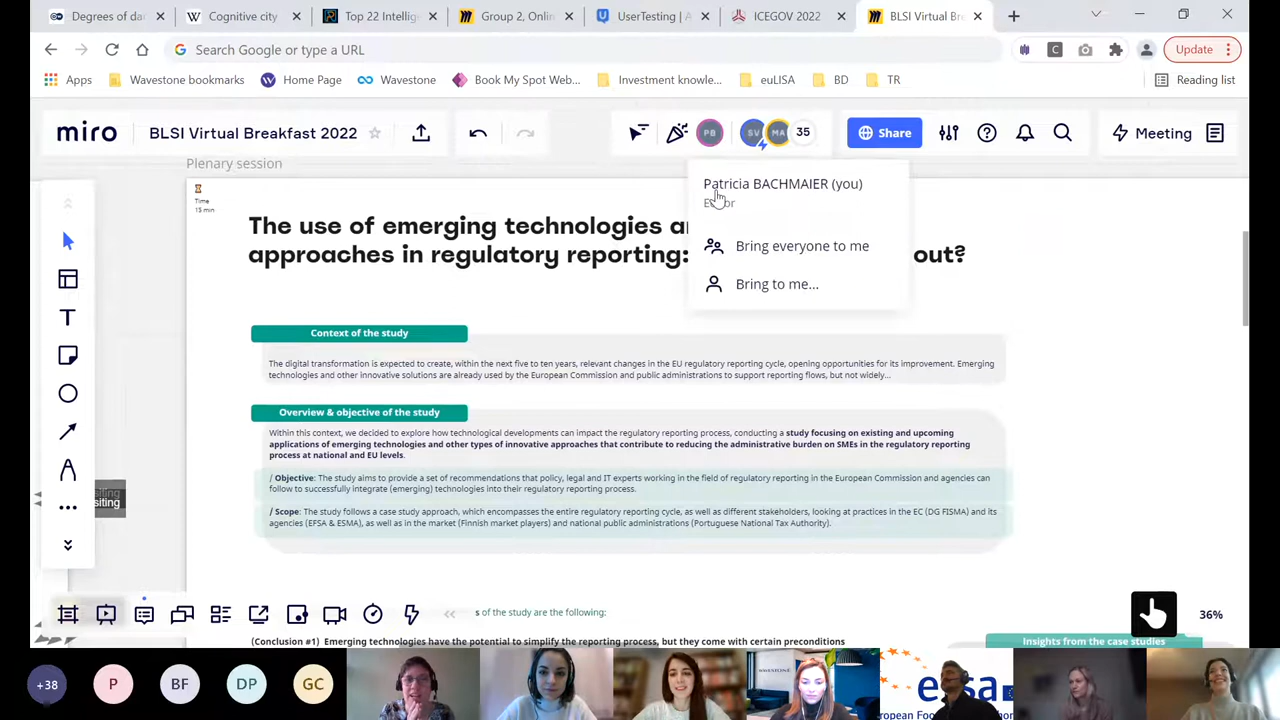 Degrees of da
Cognitive city
Top 22 Intellige
Group 2, Onlin
UserTesting | A
ICEGOV 2022
BLSI Virtual Bre
Search Google or type a URL
Update
Apps
Wavestone bookmarks
Home Page
Wavestone
Book My Spot Web...
Investment knowle...
euLISA
BD
TR
Reading list
miro
BLSI Virtual Breakfast 2022
PB
SV
MA
35
Share
Meeting
Plenary session
Patricia BACHMAIER (you)
Time
15 min
Bring everyone to me
Bring to me...
The use of emerging technologies a
approaches in regulatory reporting: out?
Context of the study
The digital transformation is expected to create, within the next five to ten years, relevant changes in the EU regulatory reporting cycle, opening opportunities for its improvement. Emerging
technologies and other innovative solutions are already used by the European Commission and public administrations to support reporting flows, but not widely...
Overview & objective of the study
Within this context, we decided to explore how technological developments can impact the regulatory reporting process, conducting a study focusing on existing and upcoming
applications of emerging technologies and other types of innovative approaches that contribute to reducing the administrative burden on SMEs in the regulatory reporting
process at national and EU levels.
/ Objective: The study aims to provide a set of recommendations that policy, legal and IT experts working in the field of regulatory reporting in the European Commission and agencies can
follow to successfully integrate (emerging) technologies into their regulatory reporting process.
/ Scope: The study follows a case study approach, which encompasses the entire regulatory reporting cycle, as well as different stakeholders, looking at practices in the EC (DG FISMA) and its
agencies (EFSA & ESMA), as well as in the market (Finnish market players) and national public administrations (Portuguese National Tax Authority).
siting
siting
s of the study are the following:
36%
(Conclusion #1) Emerging technologies have the potential to simplify the reporting process, but they come with certain preconditions
Insights from the case studies
+38
P
BF
DP
GC
WAVESTONE